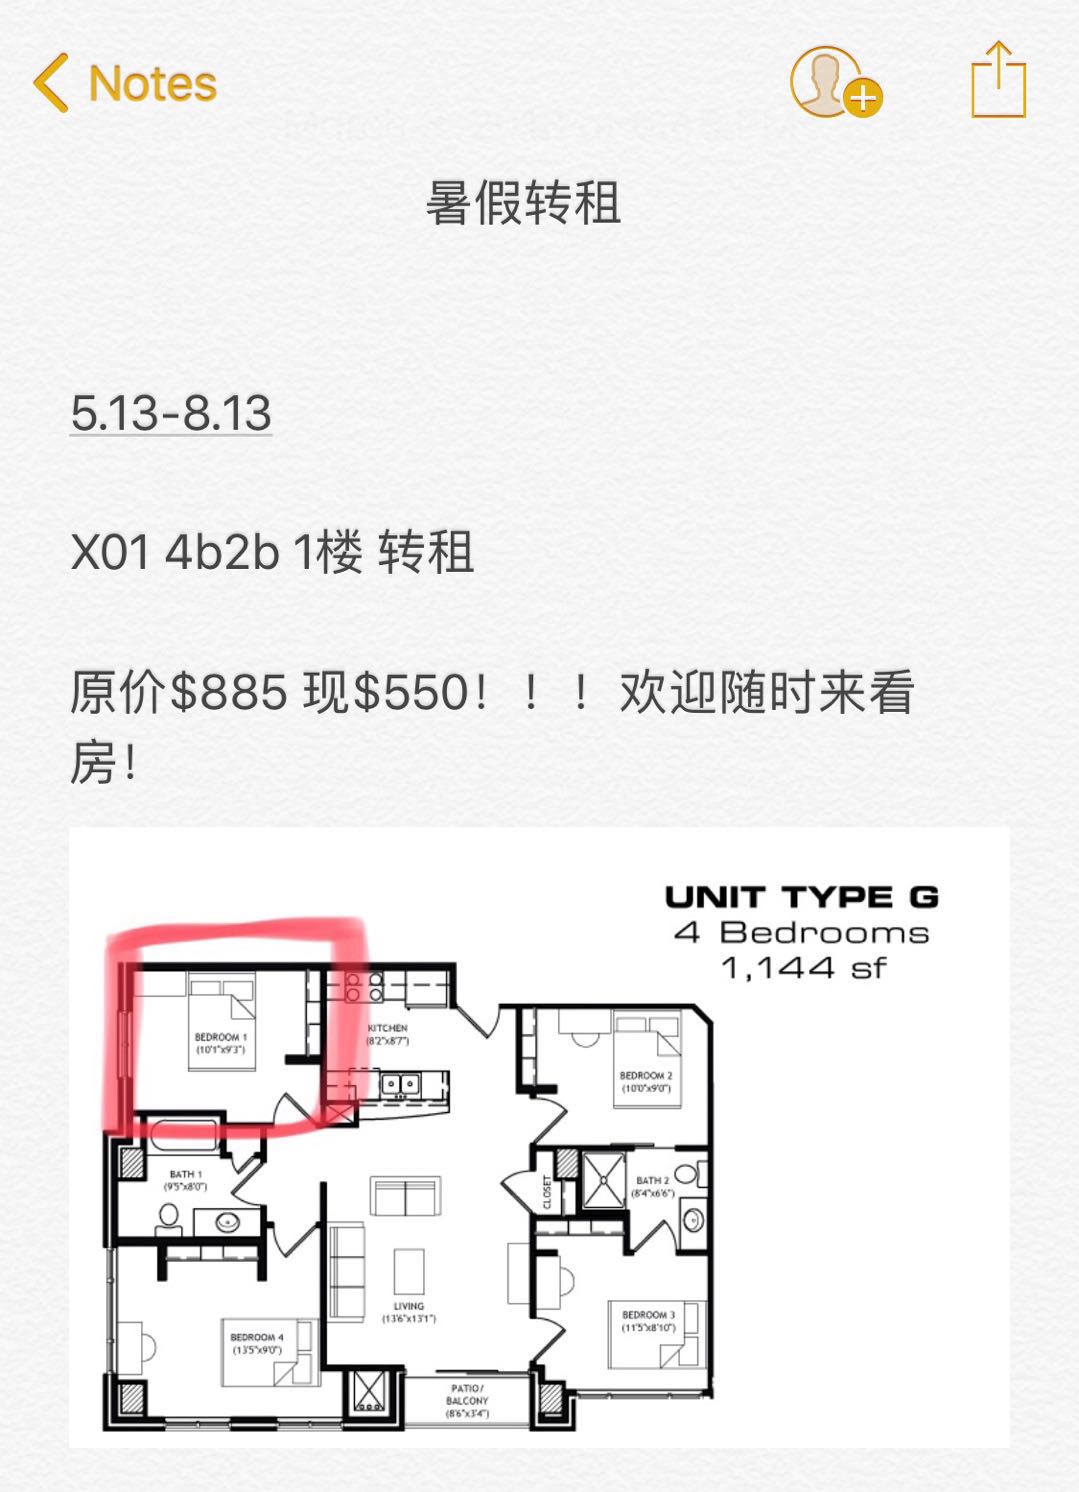 Notes
暑假转租
5.13-8.13
X01 4b2b 1楼 转租
原价$885 现$550！！！欢迎随时来看
房！
UNIT TYPE G
4 Bedrooms
1,144 sf
BEDROOM 1
(10'1"x9'3")
KITCHEN
(8'2"x8'7")
BEDROOM 2
(10'0"x9'0")
BATH 1
(9'5"x8'0")
CLOSET
BATH 2
(8'4"x6'6")
LIVING
(13'6"x13'1")
BEDROOM 3
(11'5"x8'10")
BEDROOM 4
(13'5"x9'0")
PATIO/
BALCONY
(8'6"x3'4")